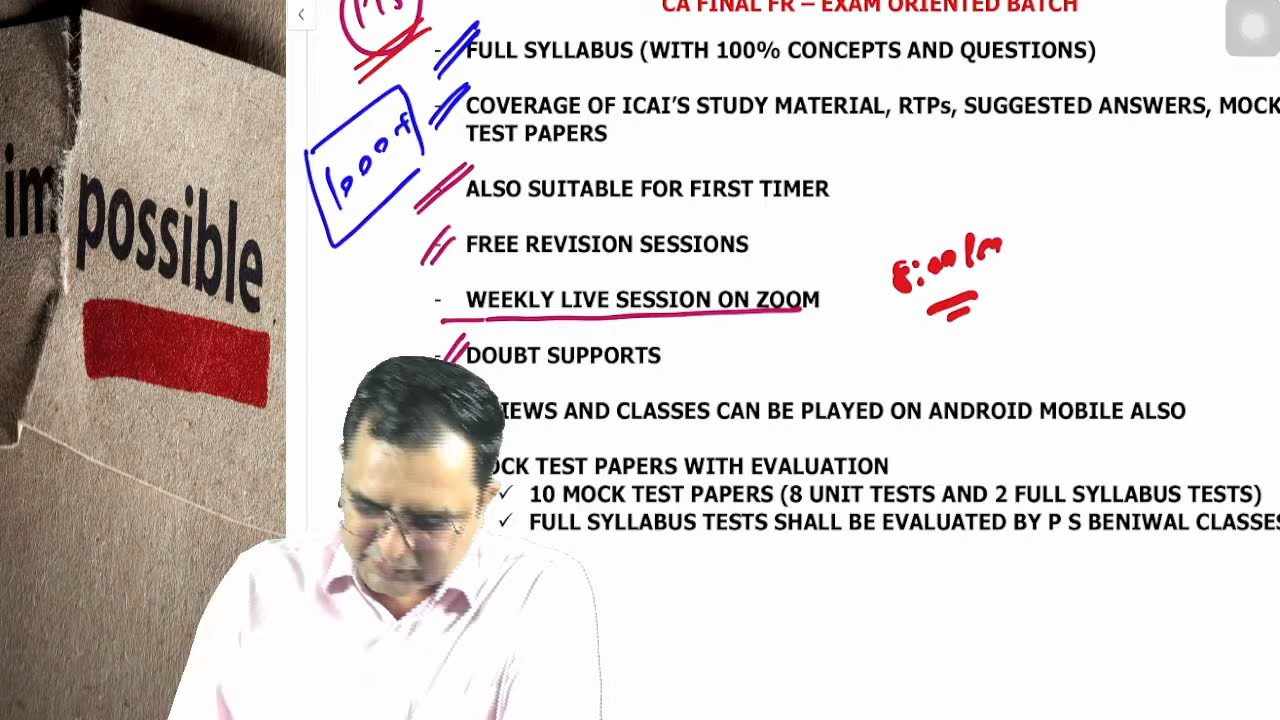 CA FINAL FR – EXAM ORIENTED BATCH
- FULL SYLLABUS (WITH 100% CONCEPTS AND QUESTIONS)
- COVERAGE OF ICAI'S STUDY MATERIAL, RTPs, SUGGESTED ANSWERS, MOCK
TEST PAPERS
1000+
- ALSO SUITABLE FOR FIRST TIMER
impossible
- FREE REVISION SESSIONS
8:00 PM
- WEEKLY LIVE SESSION ON ZOOM
- DOUBT SUPPORTS
IEWS AND CLASSES CAN BE PLAYED ON ANDROID MOBILE ALSO
OCK TEST PAPERS WITH EVALUATION
✓ 10 MOCK TEST PAPERS (8 UNIT TESTS AND 2 FULL SYLLABUS TESTS)
✓ FULL SYLLABUS TESTS SHALL BE EVALUATED BY P S BENIWAL CLASSES